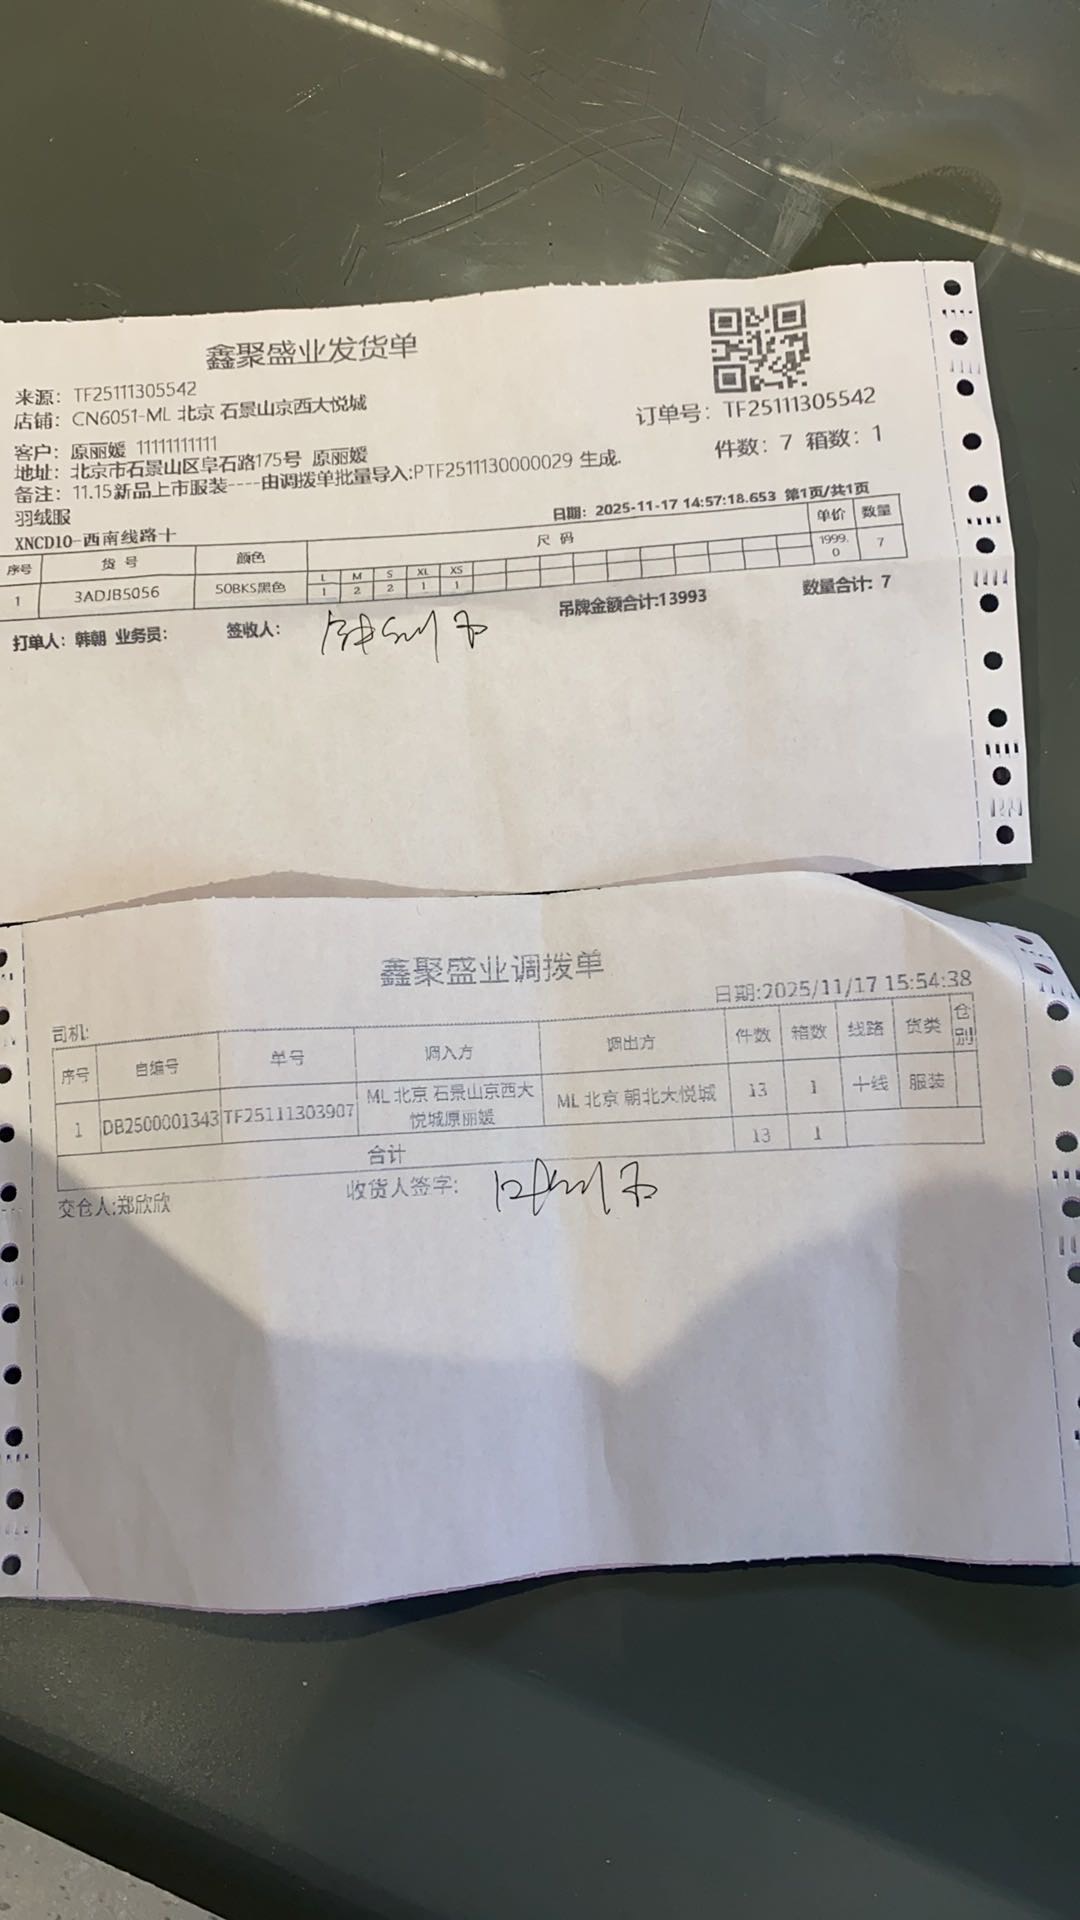 鑫聚盛业发货单
来源：TF25111305542
店铺：CN6051-ML 北京 石景山京西大悦城
订单号：TF25111305542
客户：原丽媛 11111111111
件数：7 箱数：1
地址：北京市石景山区阜石路175号 原丽媛
备注：11.15新品上市服装----由调拨单批量导入:PTF2511130000029 生成.
羽绒服
日期：2025-11-17 14:57:18.653 第1页/共1页
XNCD10-西南线路十
序号 货 号 颜色 尺 码 单价 数量
L M S XL XS
1 3ADJB5056 50BKS黑色 1 2 2 1 1 1999.0 7
打单人：韩朝 业务员： 签收人： 吊牌金额合计:13993 数量合计: 7
鑫聚盛业调拨单
日期:2025/11/17 15:54:38
司机:
序号 自编号 单号 调入方 调出方 件数 箱数 线路 货类 仓别
1 DB2500001343 TF25111303907 ML 北京 石景山京西大悦城原丽媛 ML 北京 朝北大悦城 13 1 十线 服装
合计 13 1
交仓人:郑欣欣 收货人签字: